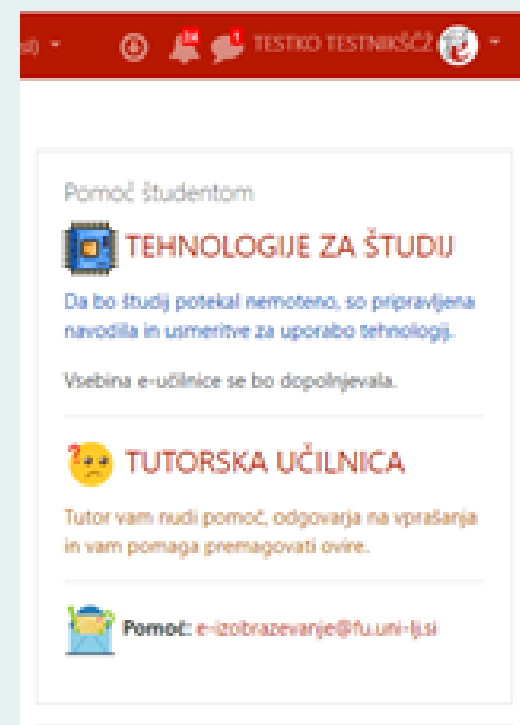 TESTKO TESTNIKŠČŽ
Pomoč študentom
TEHNOLOGIJE ZA ŠTUDIJ
Da bo študij potekal nemoteno, so pripravljena
navodila in usmeritve za uporabo tehnologij.
Vsebina e-učilnice se bo dopolnjevala.
TUTORSKA UČILNICA
Tutor vam nudi pomoč, odgovarja na vprašanja
in vam pomaga premagovati ovire.
Pomoč: e-izobrazevanje@fu.uni-lj.si